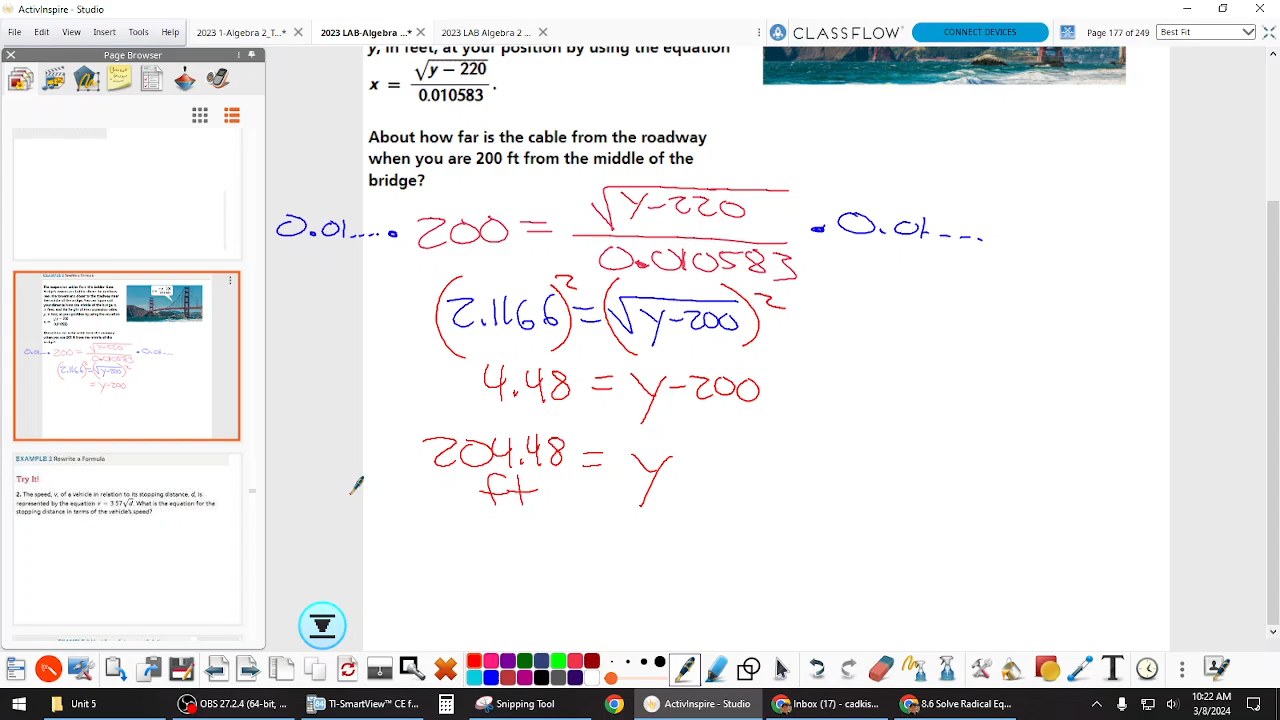 2023 1-Algebra 2_T...*
2023 LAB-Algebra ...*
2023 LAB Algebra 2 ...
CLASSFLOW
CONNECT DEVICES
Page 177 of 249
Best Fit
File Edit View Insert Tools Help
Page Browser
y, in feet, at your position by using the equation
x = √(y − 220) / 0.010583.
About how far is the cable from the roadway
when you are 200 ft from the middle of the
bridge?
0.01.... • 200 = √(y-220) / 0.010583 • 0.01 ---
(2.1166)² = (√(y-200))²
4.48 = y-200
204.48 = y
ft
EXAMPLE 2 Rewrite a Formula
EXAMPLE 2 Rewrite a Formula
Try It!
2. The speed, v, of a vehicle in relation to its stopping distance, d, is
represented by the equation v = 3.57√d. What is the equation for the
stopping distance in terms of the vehicle's speed?
Unit 5
OBS 27.2.4 (64-bit, ...
TI-SmartView™ CE F...
Snipping Tool
ActivInspire - Studio
Inbox (17) - cadkis...
8.6 Solve Radical Eq...
10:22 AM
3/8/2024